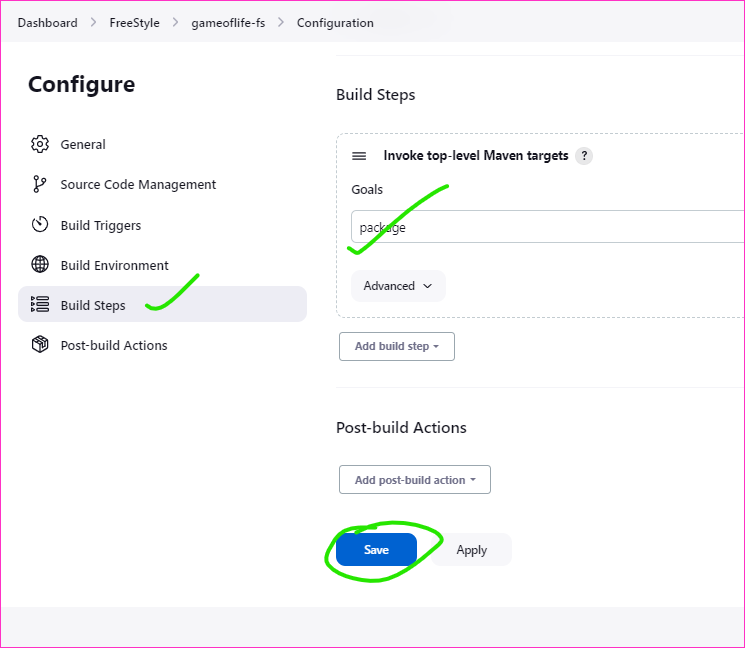 Dashboard > FreeStyle > gameoflife-fs > Configuration
Configure
General
Source Code Management
Build Triggers
Build Environment
Build Steps
Post-build Actions
Build Steps
Invoke top-level Maven targets ?
Goals
package
Advanced
Add build step
Post-build Actions
Add post-build action
Save
Apply